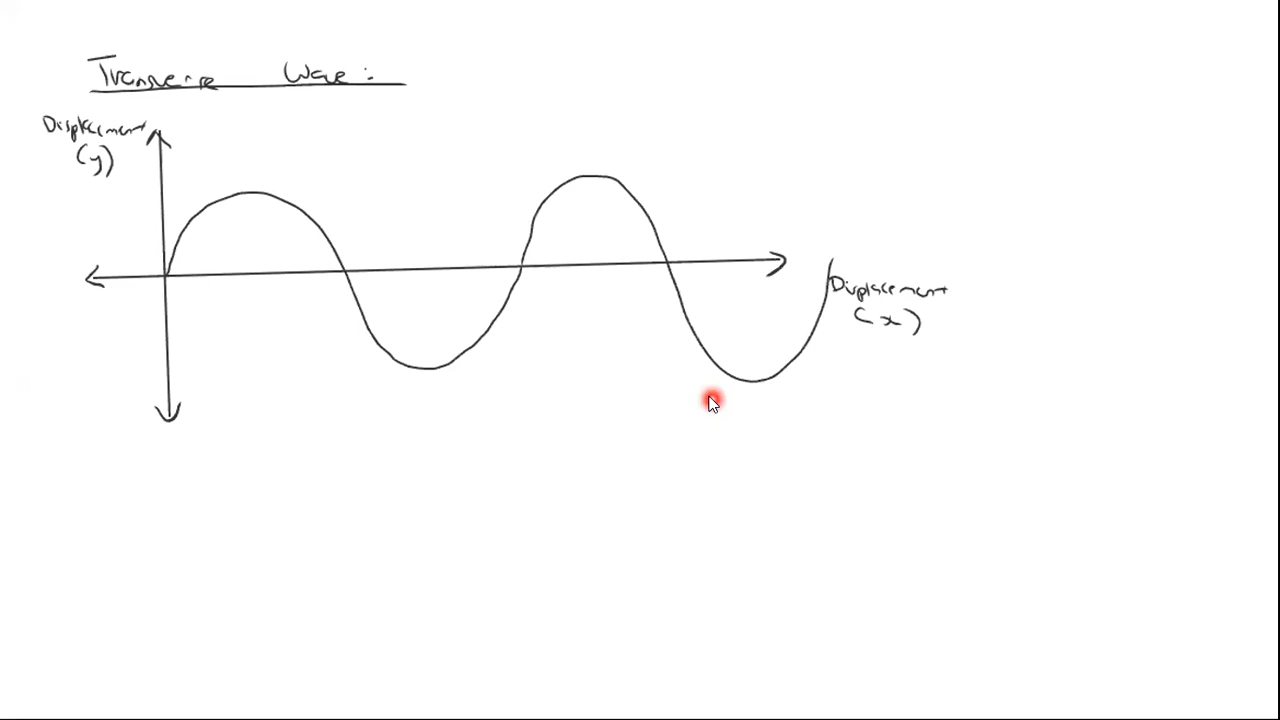 Transverse Wave:
Displacement
(y)
Displacement
(x)